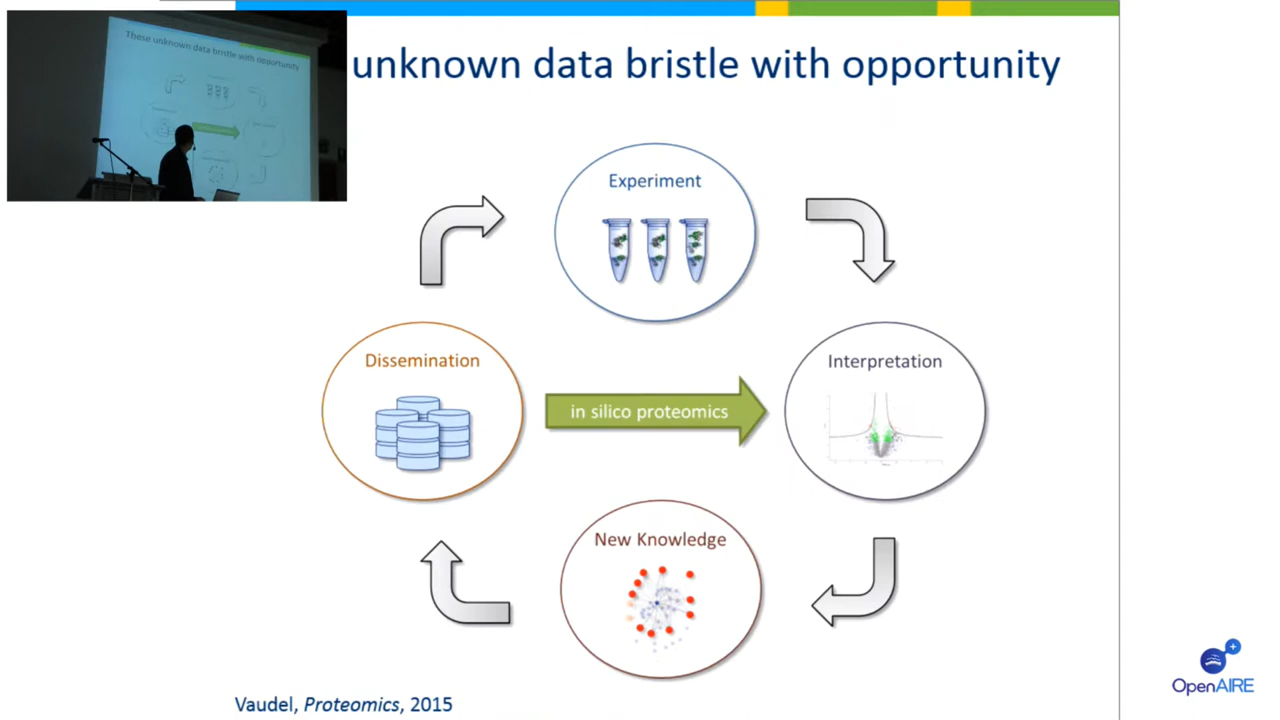 These unknown data bristle with opportunity
unknown data bristle with opportunity
Experiment
Dissemination
in silico proteomics
Interpretation
New Knowledge
Vaudel, Proteomics, 2015
OpenAIRE